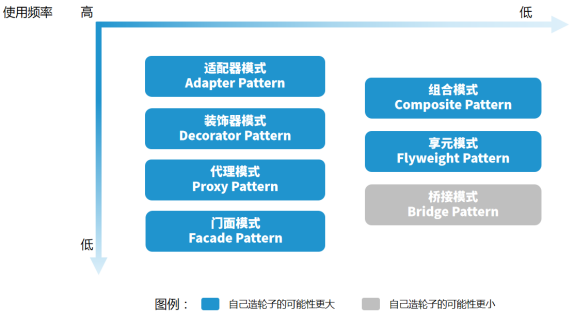 使用频率 高 低
适配器模式
Adapter Pattern
装饰器模式
Decorator Pattern
代理模式
Proxy Pattern
门面模式
Facade Pattern
组合模式
Composite Pattern
享元模式
Flyweight Pattern
桥接模式
Bridge Pattern
低
图例： 自己造轮子的可能性更大 自己造轮子的可能性更小